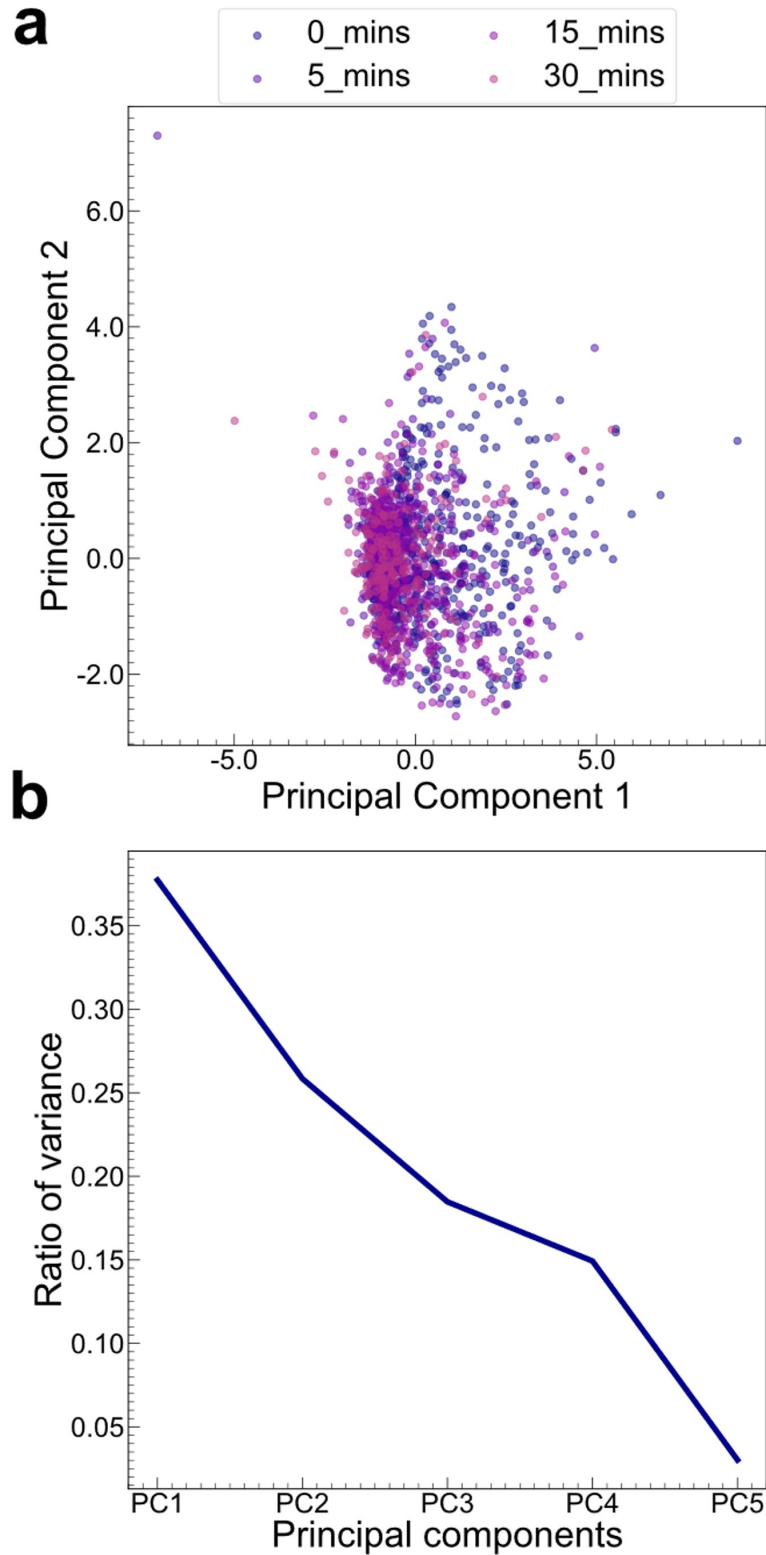 a
0_mins 15_mins
5_mins 30_mins
6.0
4.0
2.0
0.0
-2.0
Principal Component 2
-5.0 0.0 5.0
Principal Component 1
b
0.35
0.30
0.25
0.20
0.15
0.10
0.05
Ratio of variance
PC1 PC2 PC3 PC4 PC5
Principal components